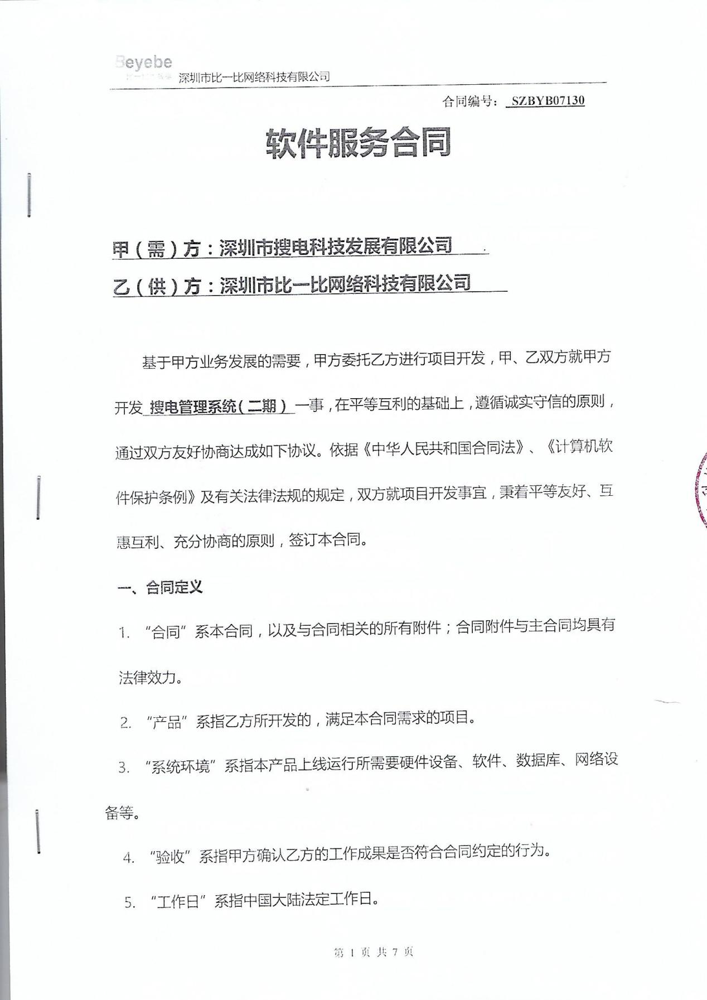 Beyebe
深圳市比一比网络科技有限公司
合同编号： SZBYB07130
软件服务合同
甲（需）方：深圳市搜电科技发展有限公司
乙（供）方：深圳市比一比网络科技有限公司
基于甲方业务发展的需要，甲方委托乙方进行项目开发，甲、乙双方就甲方
开发 搜电管理系统（二期） 一事，在平等互利的基础上，遵循诚实守信的原则，
通过双方友好协商达成如下协议。依据《中华人民共和国合同法》、《计算机软
件保护条例》及有关法律法规的规定，双方就项目开发事宜，秉着平等友好、互
惠互利、充分协商的原则，签订本合同。
一、合同定义
1. “合同”系本合同，以及与合同相关的所有附件；合同附件与主合同均具有
法律效力。
2. “产品”系指乙方所开发的，满足本合同需求的项目。
3. “系统环境”系指本产品上线运行所需要硬件设备、软件、数据库、网络设
备等。
4. “验收”系指甲方确认乙方的工作成果是否符合合同约定的行为。
5. “工作日”系指中国大陆法定工作日。
第 1 页 共 7 页